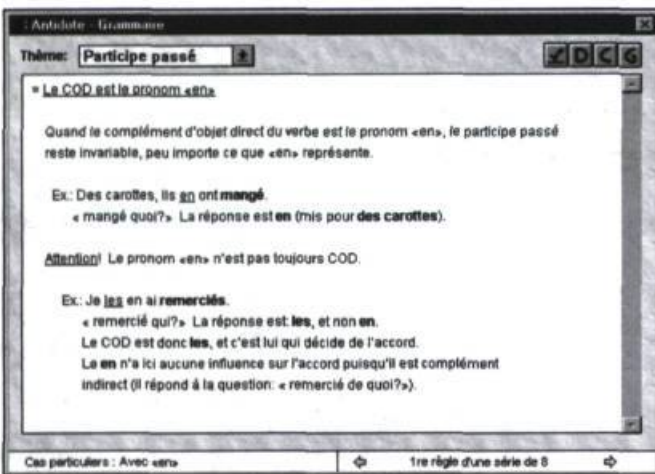 Antidote - Grammaire
Thème: Participe passé
D C G
Le COD est le pronom «en»
Quand le complément d'objet direct du verbe est le pronom «en», le participe passé
reste invariable, peu importe ce que «en» représente.
Ex.: Des carottes, ils en ont mangé.
« mangé quoi?» La réponse est en (mis pour des carottes).
Attention! Le pronom «en» n'est pas toujours COD.
Ex.: Je les en ai remerciés.
« remercié qui?» La réponse est: les, et non en.
Le COD est donc les, et c'est lui qui décide de l'accord.
Le en n'a ici aucune influence sur l'accord puisqu'il est complément
indirect (il répond à la question: « remercié de quoi?»).
Cas particuliers : Avec «en» 1re règle d'une série de 8